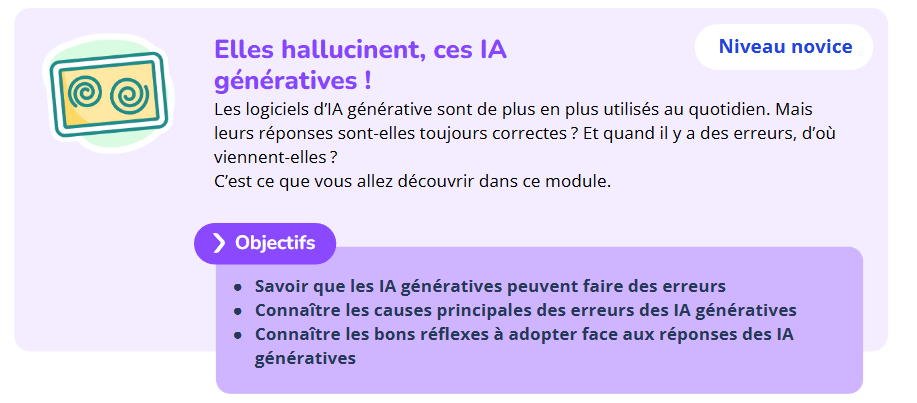 Elles hallucinent, ces IA
génératives !
Niveau novice
Les logiciels d’IA générative sont de plus en plus utilisés au quotidien. Mais
leurs réponses sont-elles toujours correctes ? Et quand il y a des erreurs, d’où
viennent-elles ?
C’est ce que vous allez découvrir dans ce module.
Objectifs
● Savoir que les IA génératives peuvent faire des erreurs
● Connaître les causes principales des erreurs des IA génératives
● Connaître les bons réflexes à adopter face aux réponses des IA
génératives